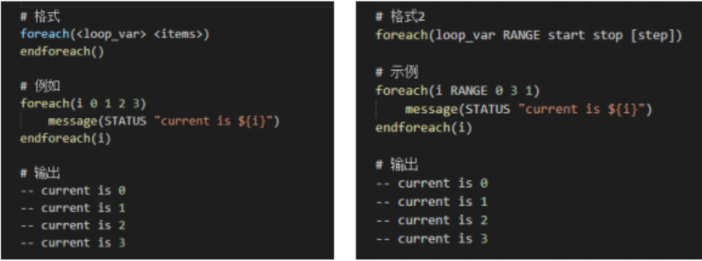 # 格式
foreach(<loop_var> <items>)
endforeach()
# 例如
foreach(i 0 1 2 3)
message(STATUS "current is ${i}")
endforeach(i)
# 输出
-- current is 0
-- current is 1
-- current is 2
-- current is 3
# 格式2
foreach(loop_var RANGE start stop [step])
# 示例
foreach(i RANGE 0 3 1)
message(STATUS "current is ${i}")
endforeach(i)
# 输出
-- current is 0
-- current is 1
-- current is 2
-- current is 3